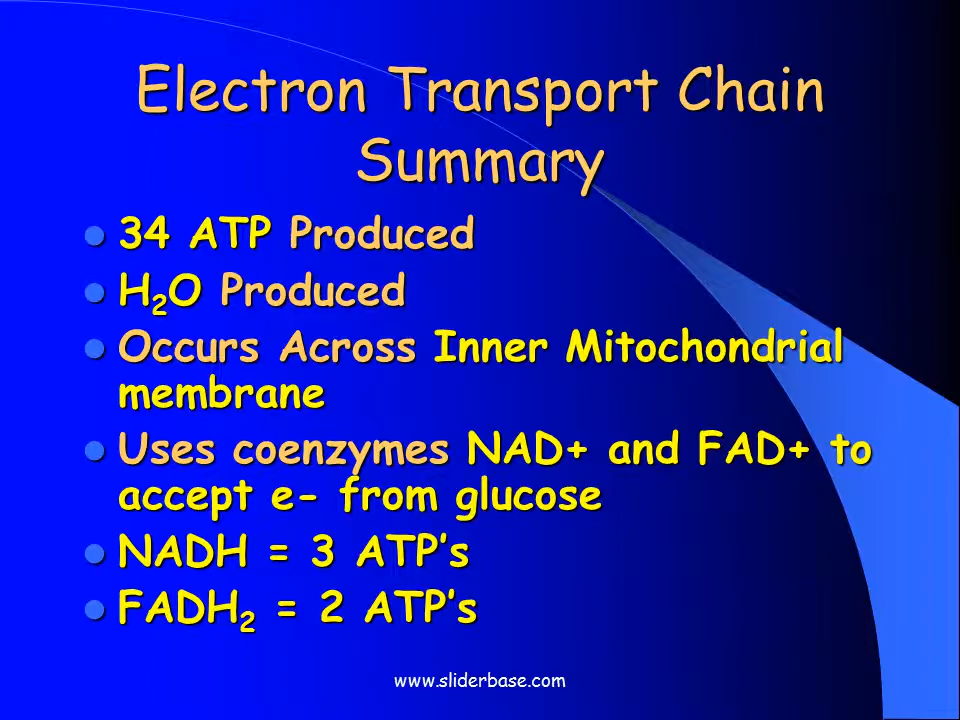 Electron Transport Chain
Summary
34 ATP Produced
H₂O Produced
Occurs Across Inner Mitochondrial
membrane
Uses coenzymes NAD+ and FAD+ to
accept e- from glucose
NADH = 3 ATP's
FADH₂ = 2 ATP's
www.sliderbase.com